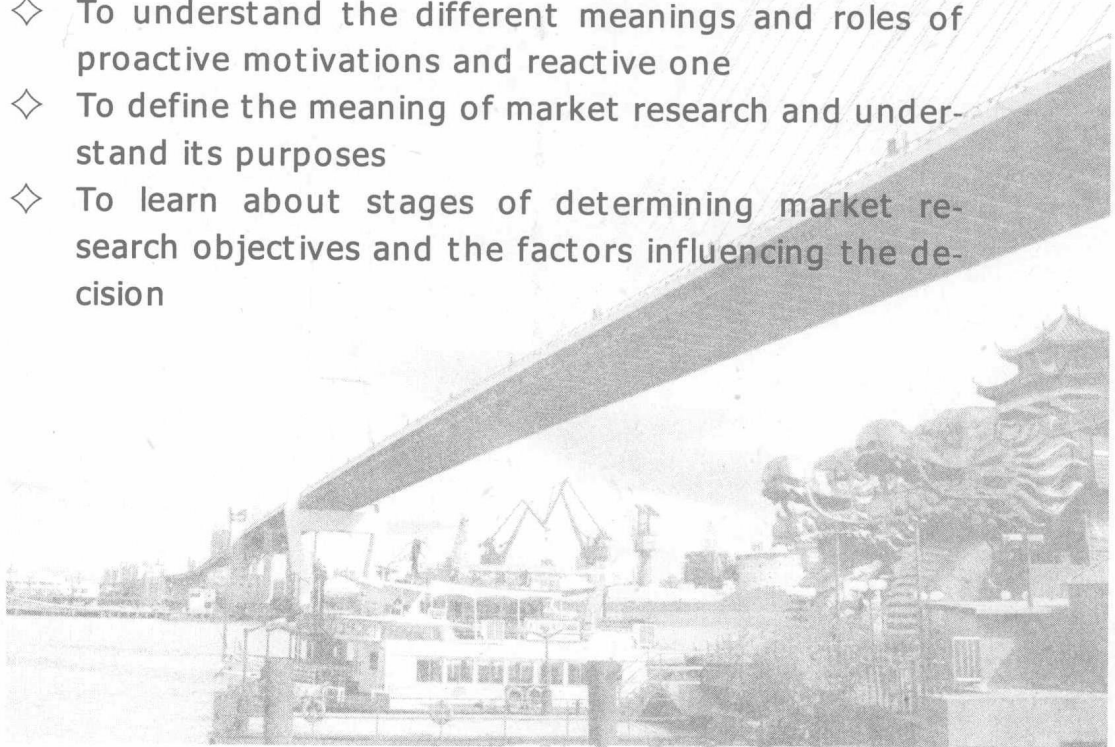 ◇ To understand the different meanings and roles of
proactive motivations and reactive one
◇ To define the meaning of market research and under-
stand its purposes
◇ To learn about stages of determining market re-
search objectives and the factors influencing the de-
cision